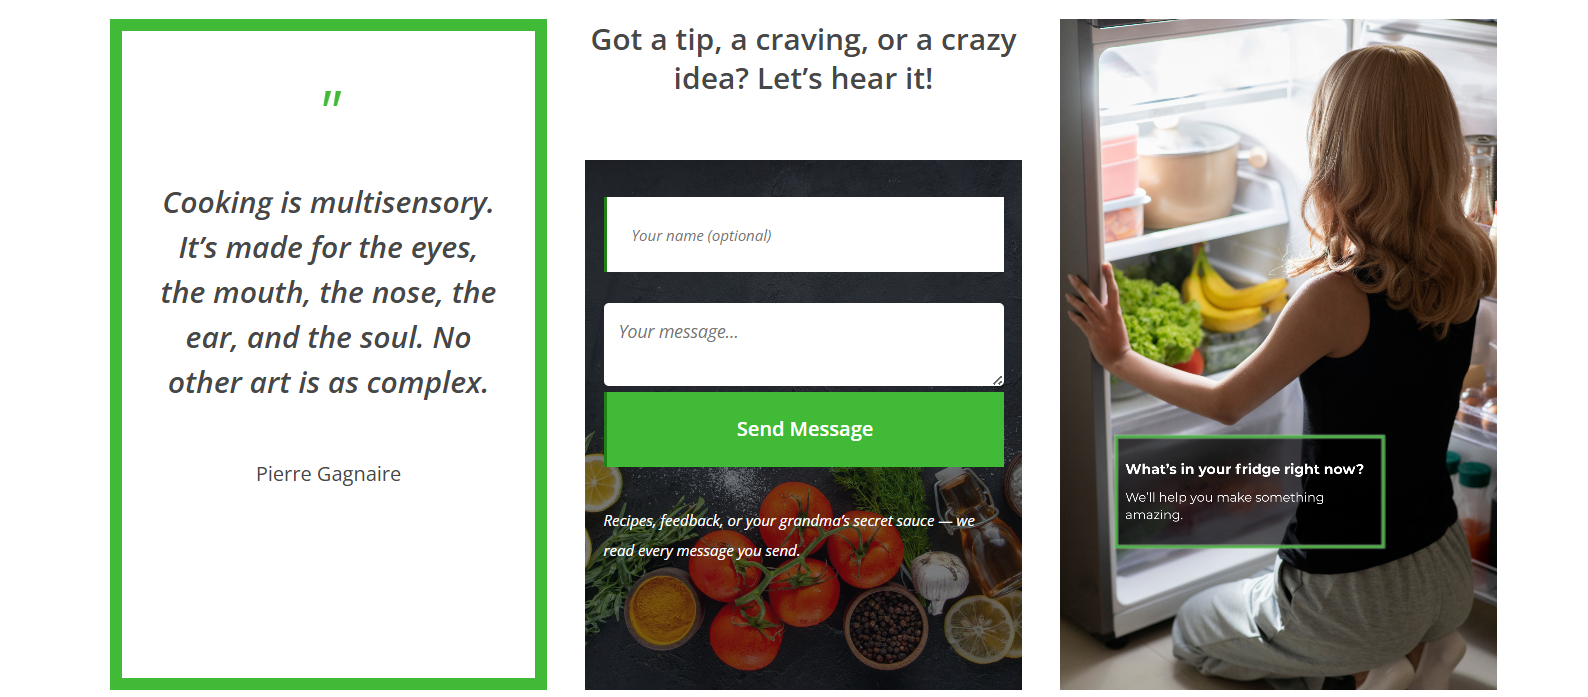 "
Cooking is multisensory.
It’s made for the eyes,
the mouth, the nose, the
ear, and the soul. No
other art is as complex.
Pierre Gagnaire
Got a tip, a craving, or a crazy
idea? Let’s hear it!
Your name (optional)
Your message...
Send Message
Recipes, feedback, or your grandma’s secret sauce — we
read every message you send.
What’s in your fridge right now?
We’ll help you make something
amazing.